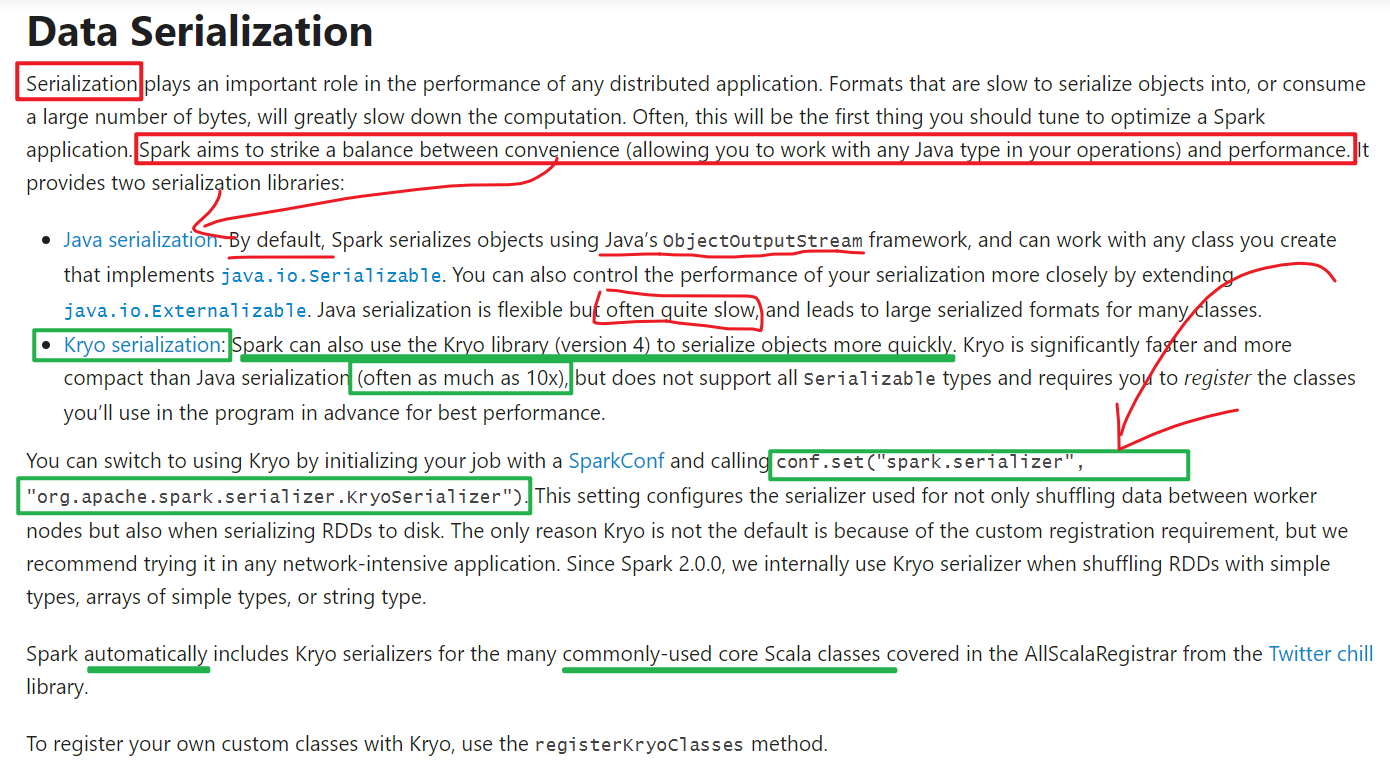 Data Serialization
Serialization plays an important role in the performance of any distributed application. Formats that are slow to serialize objects into, or consume
a large number of bytes, will greatly slow down the computation. Often, this will be the first thing you should tune to optimize a Spark
application. Spark aims to strike a balance between convenience (allowing you to work with any Java type in your operations) and performance. It
provides two serialization libraries:
• Java serialization: By default, Spark serializes objects using Java’s ObjectOutputStream framework, and can work with any class you create
that implements java.io.Serializable. You can also control the performance of your serialization more closely by extending
java.io.Externalizable. Java serialization is flexible but often quite slow, and leads to large serialized formats for many classes.
• Kryo serialization: Spark can also use the Kryo library (version 4) to serialize objects more quickly. Kryo is significantly faster and more
compact than Java serialization (often as much as 10x), but does not support all Serializable types and requires you to register the classes
you’ll use in the program in advance for best performance.
You can switch to using Kryo by initializing your job with a SparkConf and calling conf.set("spark.serializer",
"org.apache.spark.serializer.KryoSerializer"). This setting configures the serializer used for not only shuffling data between worker
nodes but also when serializing RDDs to disk. The only reason Kryo is not the default is because of the custom registration requirement, but we
recommend trying it in any network-intensive application. Since Spark 2.0.0, we internally use Kryo serializer when shuffling RDDs with simple
types, arrays of simple types, or string type.
Spark automatically includes Kryo serializers for the many commonly-used core Scala classes covered in the AllScalaRegistrar from the Twitter chill
library.
To register your own custom classes with Kryo, use the registerKryoClasses method.